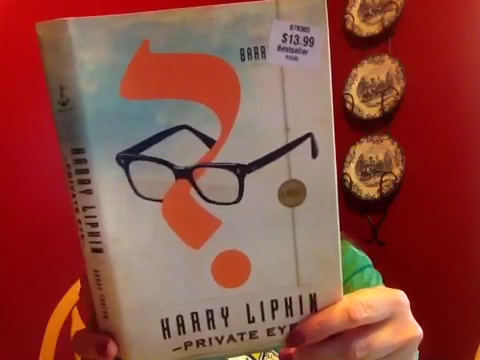 BARR
$13.99
Bestseller
HARRY LIPKIN
-PRIVATE EYE-
HARRY LIPKIN
-PRIVATE EYE-